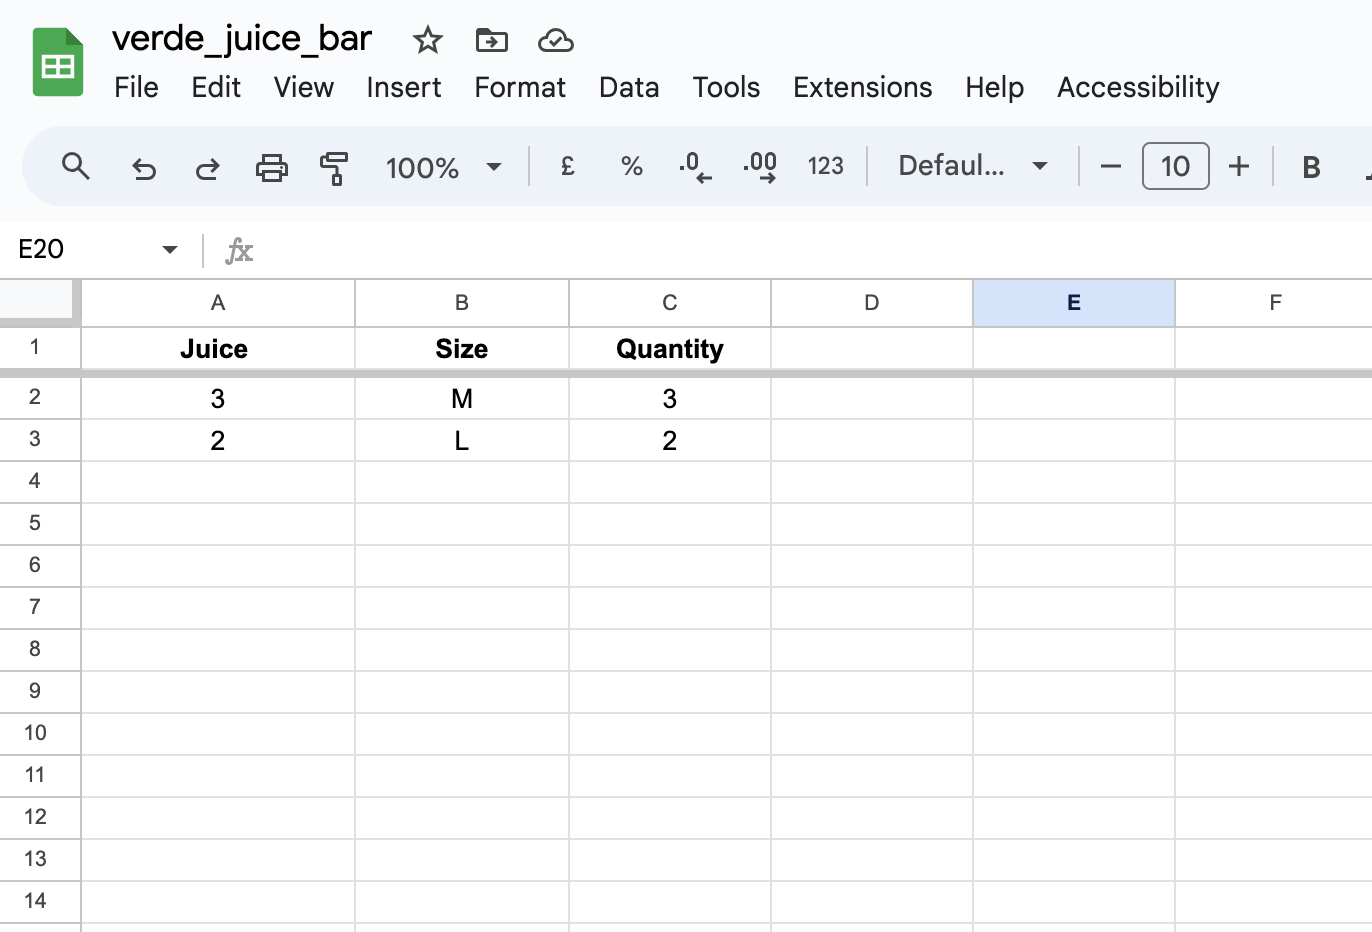 verde_juice_bar
File Edit View Insert Format Data Tools Extensions Help Accessibility
100% £ % .0 .00 123 Defaul... 10 B
E20 fx
A B C D E F
1 Juice Size Quantity
2 3 M 3
3 2 L 2
4
5
6
7
8
9
10
11
12
13
14